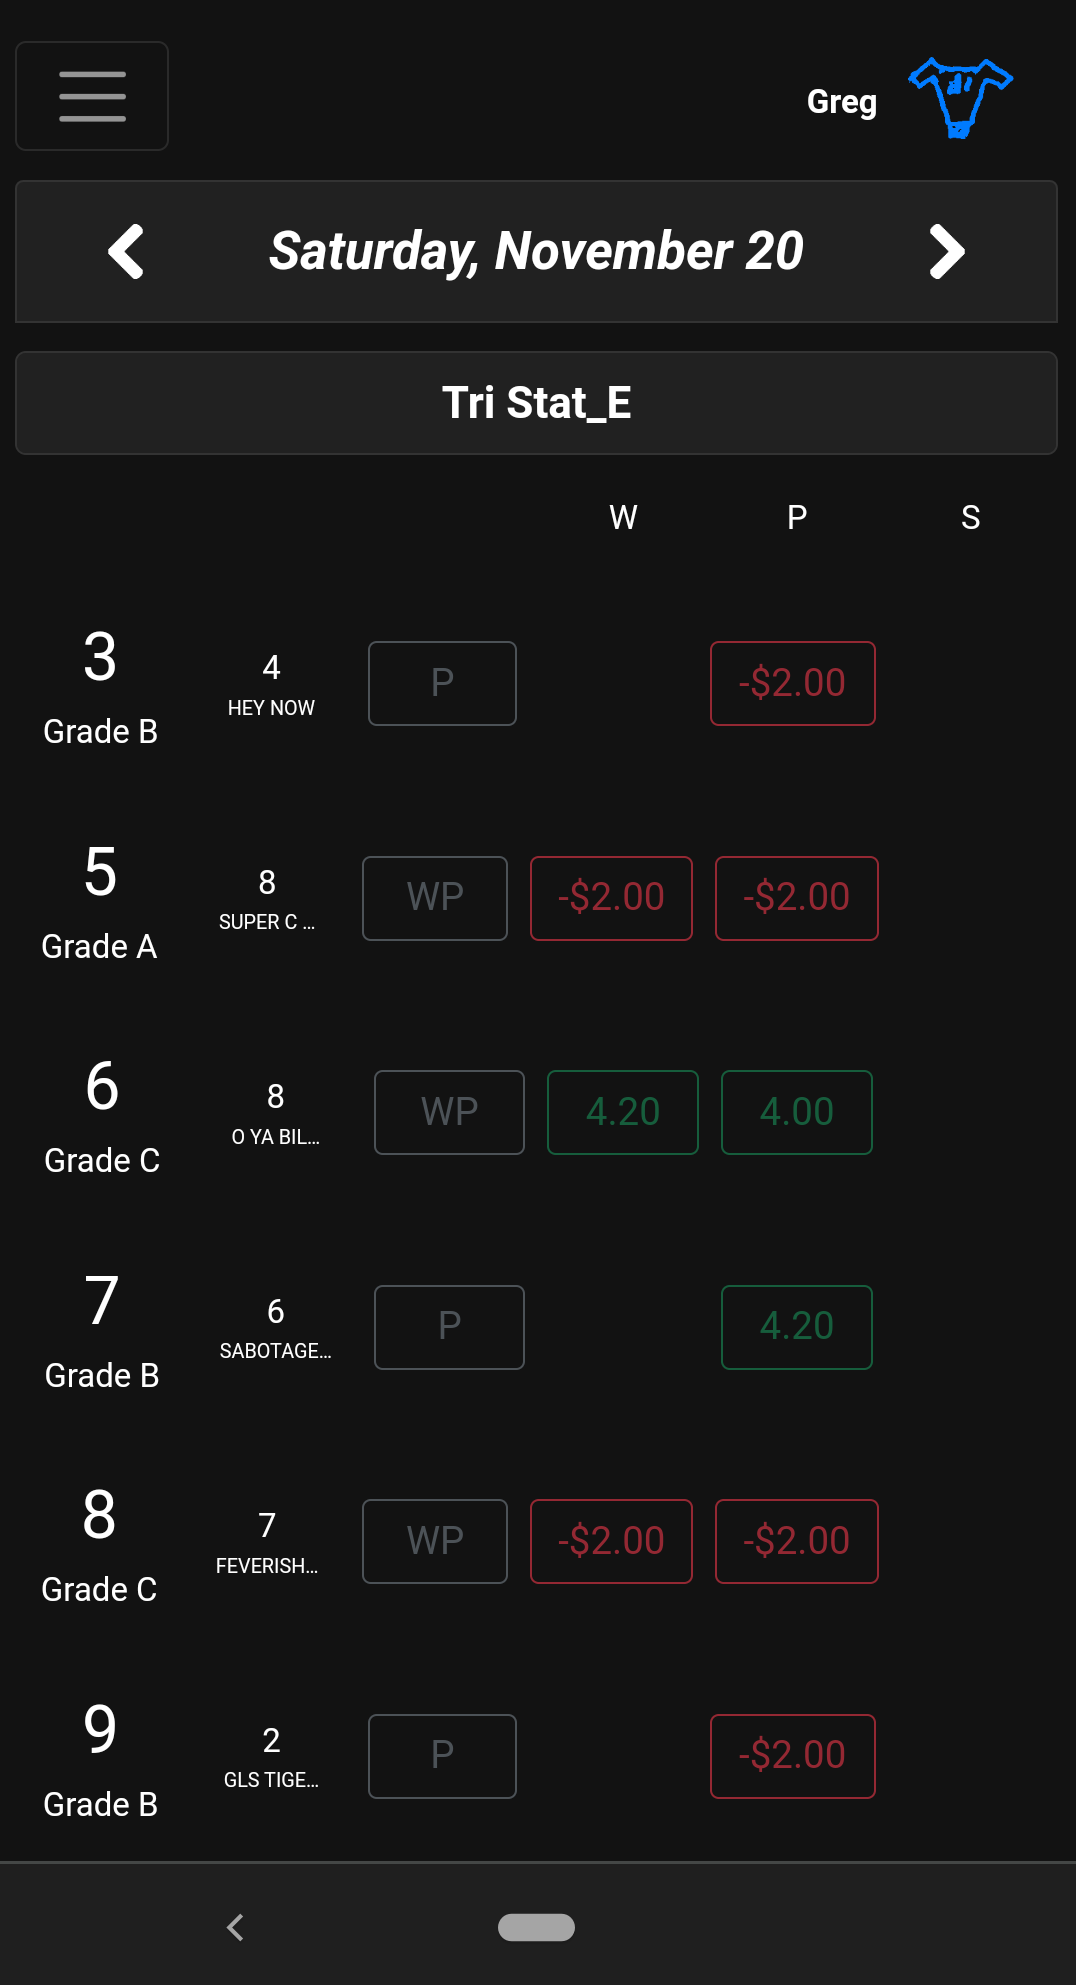 Greg
Saturday, November 20
Tri Stat_E
W P S
3
Grade B
4
HEY NOW
P
-$2.00
5
Grade A
8
SUPER C ...
WP
-$2.00
-$2.00
6
Grade C
8
O YA BIL...
WP
4.20
4.00
7
Grade B
6
SABOTAGE...
P
4.20
8
Grade C
7
FEVERISH...
WP
-$2.00
-$2.00
9
Grade B
2
GLS TIGE...
P
-$2.00